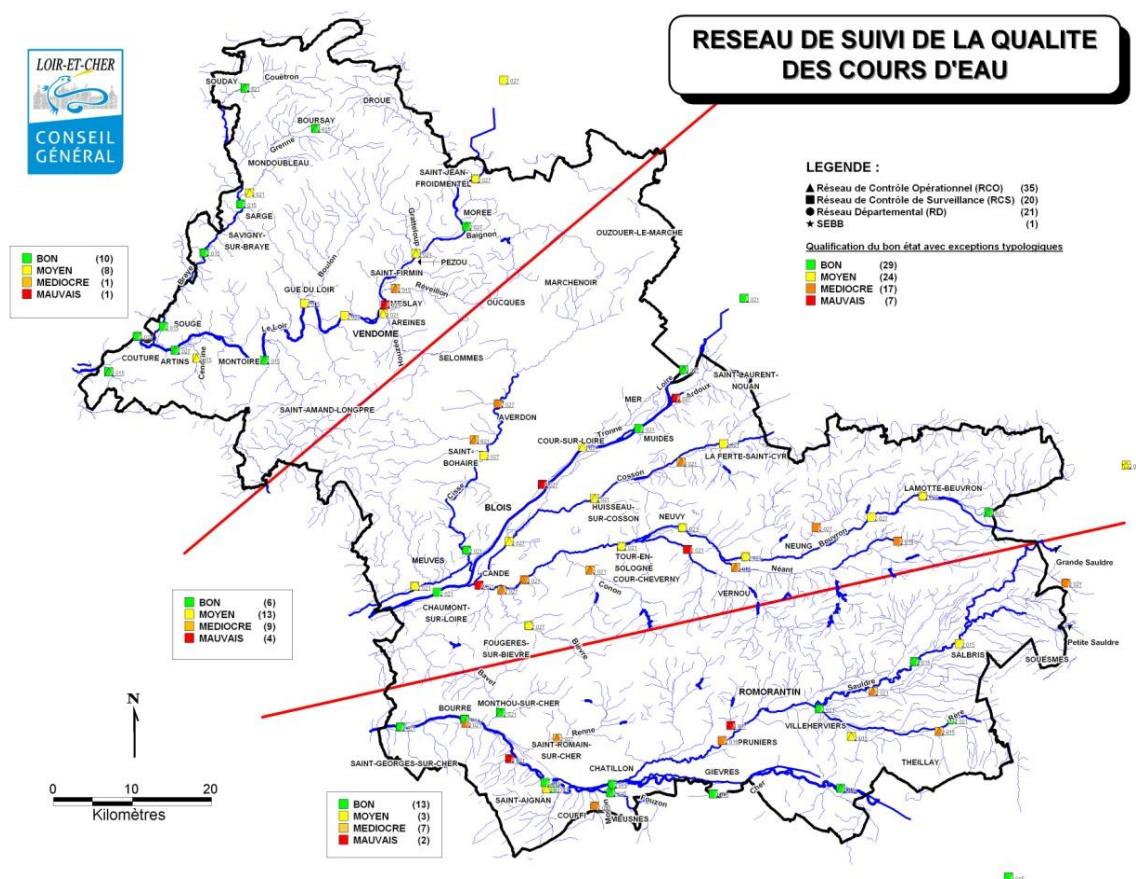 RESEAU DE SUIVI DE LA QUALITE
DES COURS D'EAU
LOIR-ET-CHER
CONSEIL
GÉNÉRAL
LEGENDE :
Réseau de Contrôle Opérationnel (RCO) (35)
Réseau de Contrôle de Surveillance (RCS) (20)
Réseau Départemental (RD) (21)
SEBB (1)
Qualification du bon état avec exceptions typologiques
BON (29)
MOYEN (24)
MEDIOCRE (17)
MAUVAIS (7)
BON (10)
MOYEN (8)
MEDIOCRE (1)
MAUVAIS (1)
BON (6)
MOYEN (13)
MEDIOCRE (9)
MAUVAIS (4)
BON (13)
MOYEN (3)
MEDIOCRE (7)
MAUVAIS (2)
SOUDAY
Couëtron
DROUE
BOURSAY
Grenne
MONDOUBLEAU
SAINT-JEAN-
FROIDMENTEL
SARGE
SAVIGNY-
SUR-BRAYE
Braye
MOREE
Baignon
Gratteloup
PEZOU
OUZOUER-LE-MARCHE
Boulon
SAINT-FIRMIN
Réveillon
MARCHENOIR
GUE DU LOIR
MESLAY
OUCQUES
AREINES
VENDOME
Houzée
SOUGE
Le Loir
COUTURE
ARTINS
Cendrine
MONTOIRE
SELOMMES
SAINT-AMAND-LONGPRE
AVERDON
SAINT-
BOHAIRE
Cisse
MER
Loire
Ardoux
SAINT-LAURENT-
NOUAN
Tronne
COUR-SUR-LOIRE
MUIDES
LA FERTE-SAINT-CYR
Cosson
BLOIS
HUISSEAU-
SUR-COSSON
NEUVY
LAMOTTE-BEUVRON
NEUNG
Beuvron
MEUVES
CANDE
TOUR-EN-
SOLOGNE
COUR-CHEVERNY
Néant
Conon
VERNOU
CHAUMONT-
SUR-LOIRE
FOUGERES-
SUR-BIEVRE
Bièvre
Bavet
Grande Sauldre
Petite Sauldre
SALBRIS
SOUESMES
Sauldre
ROMORANTIN
VILLEHERVIERS
Rère
THEILLAY
PRUNIERS
BOURRE
MONTHOU-SUR-CHER
Renne
SAINT-ROMAIN-
SUR-CHER
SAINT-GEORGES-SUR-CHER
CHATILLON
GIEVRES
Cher
Fouzon
SAINT-AIGNAN
COUFFI
Modon
MEUSNES
N
0 10 20
Kilomètres